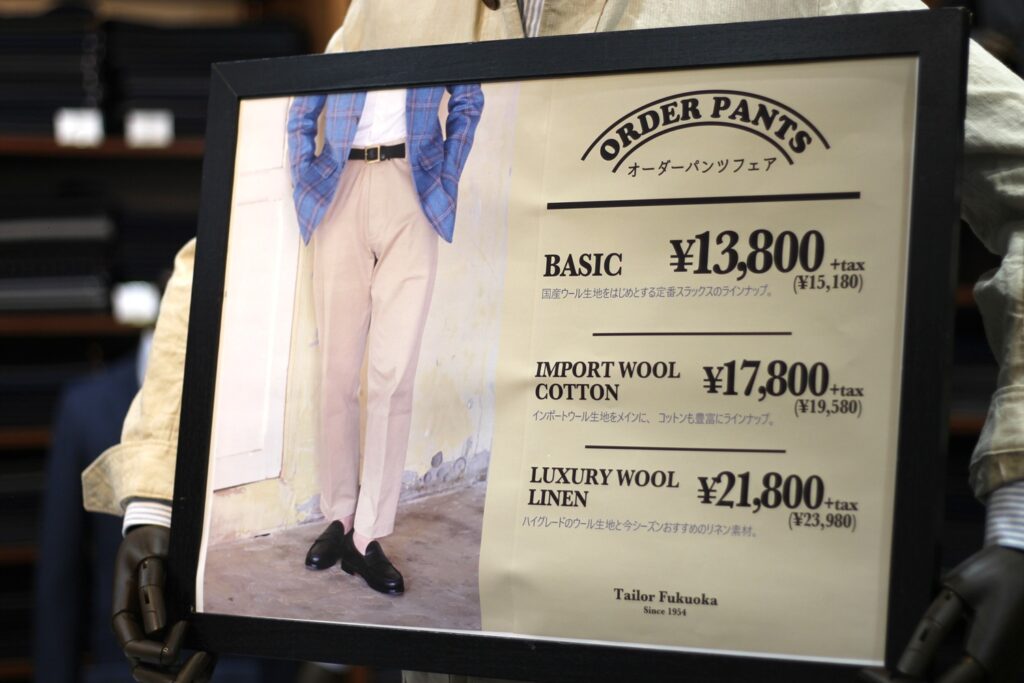 ORDER PANTS
オーダーパンツフェア
BASIC ¥13,800+tax
(¥15,180)
国産ウール生地をはじめとする定番スラックスのラインナップ。
IMPORT WOOL
COTTON ¥17,800+tax
(¥19,580)
インポートウール生地をメインに、コットンも豊富にラインナップ。
LUXURY WOOL
LINEN ¥21,800+tax
(¥23,980)
ハイグレードのウール生地と今シーズンおすすめのリネン素材。
Tailor Fukuoka
Since 1954